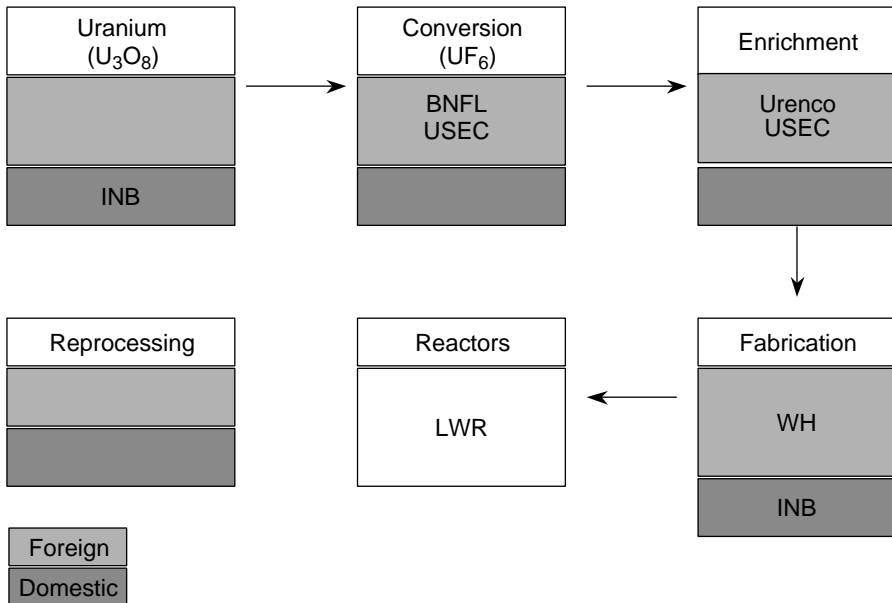 Uranium
(U₃O₈)
INB
Conversion
(UF₆)
BNFL
USEC
Enrichment
Urenco
USEC
Reprocessing
Reactors
LWR
Fabrication
WH
INB
Foreign
Domestic